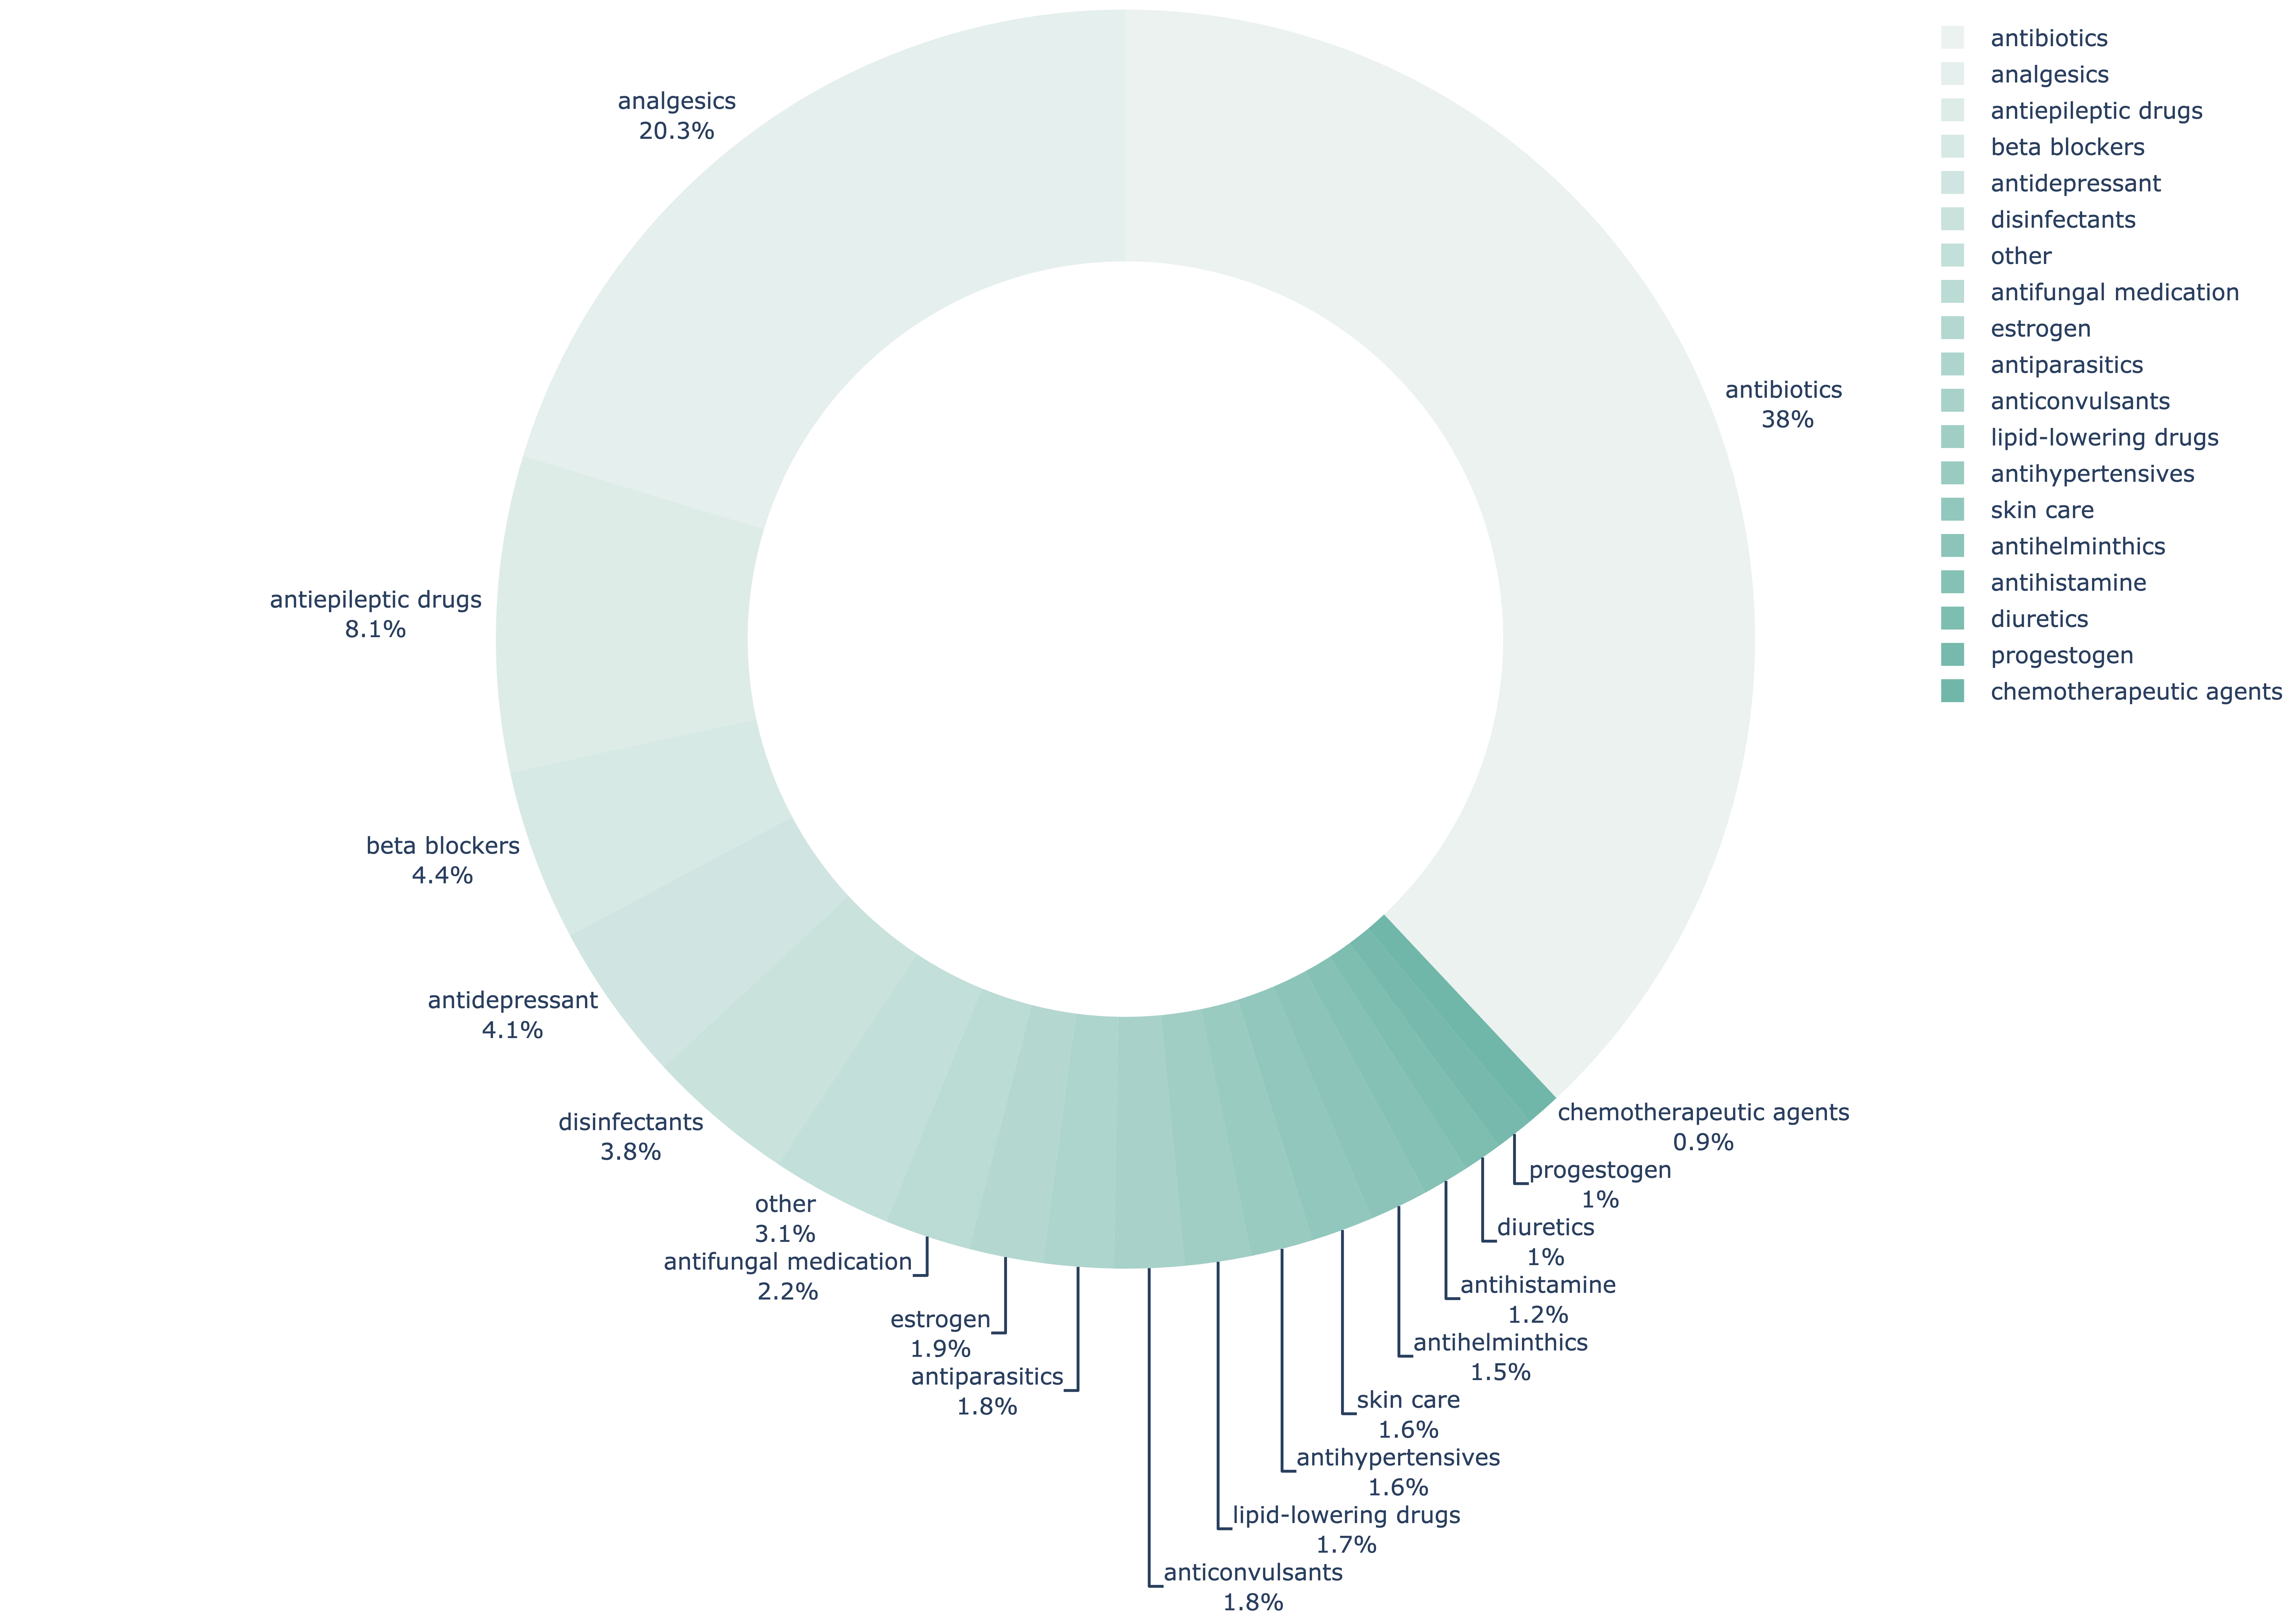 analgesics
20.3%
antibiotics
38%
antiepileptic drugs
8.1%
beta blockers
4.4%
antidepressant
4.1%
disinfectants
3.8%
other
3.1%
antifungal medication
2.2%
estrogen
1.9%
antiparasitics
1.8%
anticonvulsants
1.8%
lipid-lowering drugs
1.7%
antihypertensives
1.6%
skin care
1.6%
antihelminthics
1.5%
antihistamine
1.2%
diuretics
1%
progestogen
1%
chemotherapeutic agents
0.9%
antibiotics
analgesics
antiepileptic drugs
beta blockers
antidepressant
disinfectants
other
antifungal medication
estrogen
antiparasitics
anticonvulsants
lipid-lowering drugs
antihypertensives
skin care
antihelminthics
antihistamine
diuretics
progestogen
chemotherapeutic agents